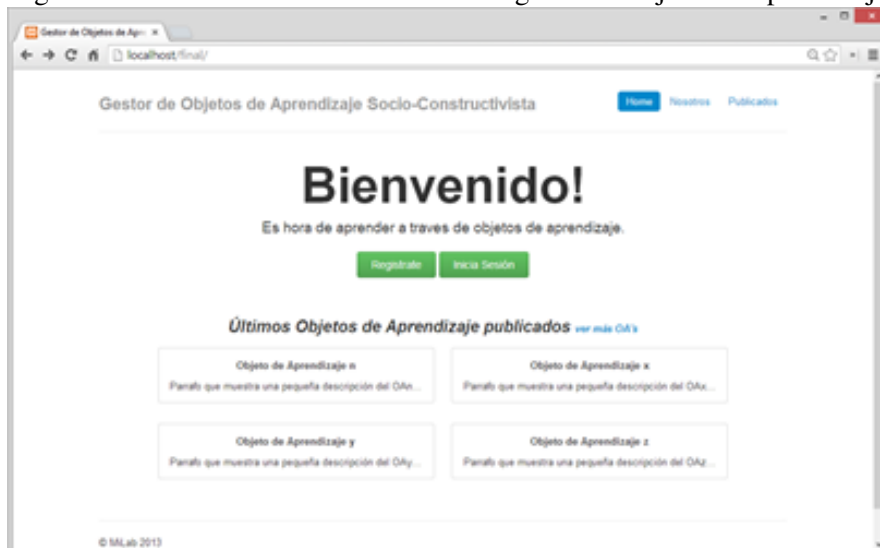 Gestor de Objetos de Apr
localhost/final/
Gestor de Objetos de Aprendizaje Socio-Constructivista
Home Nosotros Publicados
Bienvenido!
Es hora de aprender a traves de objetos de aprendizaje.
Registrate Inicia Sesión
Últimos Objetos de Aprendizaje publicados ver más OA's
Objeto de Aprendizaje n Objeto de Aprendizaje x
Parrafo que muestra una pequeña descripción del OAn... Parrafo que muestra una pequeña descripción del OAx...
Objeto de Aprendizaje y Objeto de Aprendizaje z
Parrafo que muestra una pequeña descripción del OAy... Parrafo que muestra una pequeña descripción del OAz...
© MiLab 2013